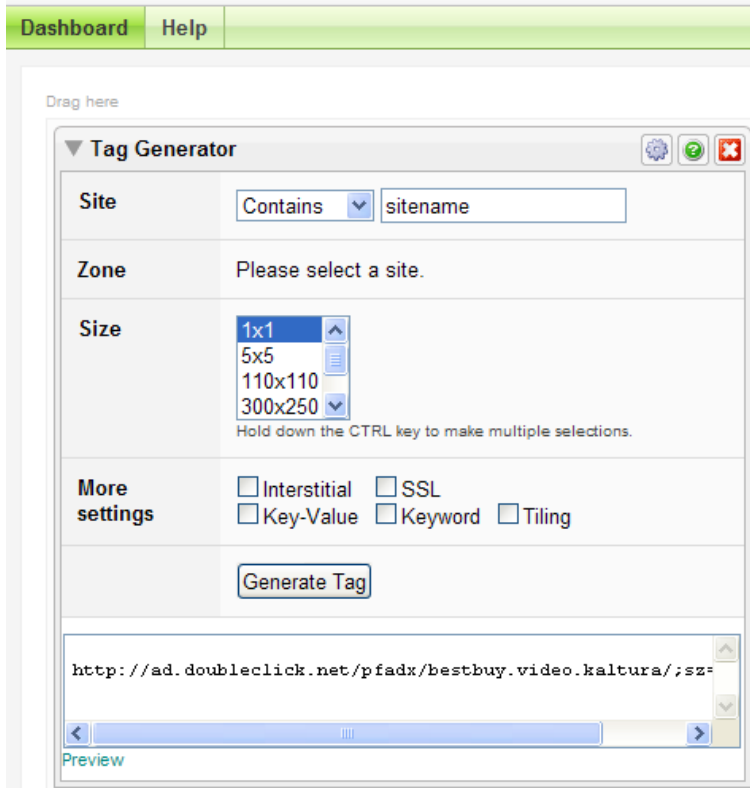 Dashboard Help
Drag here
Tag Generator
Site Contains sitename
Zone Please select a site.
Size 1x1
5x5
110x110
300x250
Hold down the CTRL key to make multiple selections.
More settings Interstitial SSL
Key-Value Keyword Tiling
Generate Tag
http://ad.doubleclick.net/pfadx/bestbuy.video.kaltura/;sz=
Preview